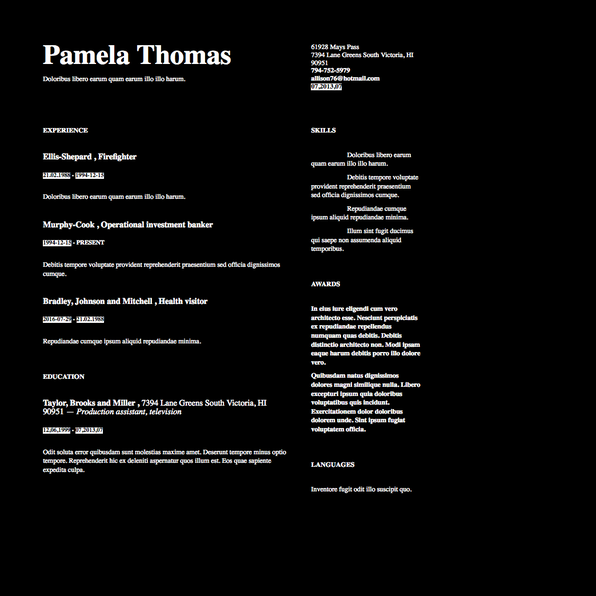 Pamela Thomas
Doloribus libero earum quam earum illo illo harum.
61928 Mays Pass
7394 Lane Greens South Victoria, HI
90951
794-752-5979
allison76@hotmail.com
07.2013.07
EXPERIENCE
Ellis-Shepard , Firefighter
21.02.1988 - 1994-12-15
Doloribus libero earum quam earum illo illo harum.
Murphy-Cook , Operational investment banker
1994-12-15 - PRESENT
Debitis tempore voluptate provident reprehenderit praesentium sed officia dignissimos
cumque.
Bradley, Johnson and Mitchell , Health visitor
2016-07-29 - 21.02.1988
Repudiandae cumque ipsum aliquid repudiandae minima.
EDUCATION
Taylor, Brooks and Miller , 7394 Lane Greens South Victoria, HI
90951 — Production assistant, television
12.06.1999 - 07.2013.07
Odit soluta error quibusdam sunt molestias maxime amet. Deserunt tempore minus optio
tempore. Reprehenderit hic ex deleniti aspernatur quos illum est. Eos quae sapiente
expedita culpa.
SKILLS
Doloribus libero earum
quam earum illo illo harum.
Debitis tempore voluptate
provident reprehenderit praesentium
sed officia dignissimos cumque.
Repudiandae cumque
ipsum aliquid repudiandae minima.
Illum sint fugit ducimus
qui saepe non assumenda aliquid
temporibus.
AWARDS
In eius iure eligendi cum vero
architecto esse. Nesciunt perspiciatis
ex repudiandae repellendus
numquam quas debitis. Debitis
distinctio architecto non. Modi ipsam
eaque harum debitis porro illo dolore
vero.
Quibusdam natus dignissimos
dolores magni similique nulla. Libero
excepturi ipsum quia doloribus
voluptatibus quis incidunt.
Exercitationem dolor doloribus
dolorem unde. Sint ipsum fugiat
voluptatem officia.
LANGUAGES
Inventore fugit odit illo suscipit quo.